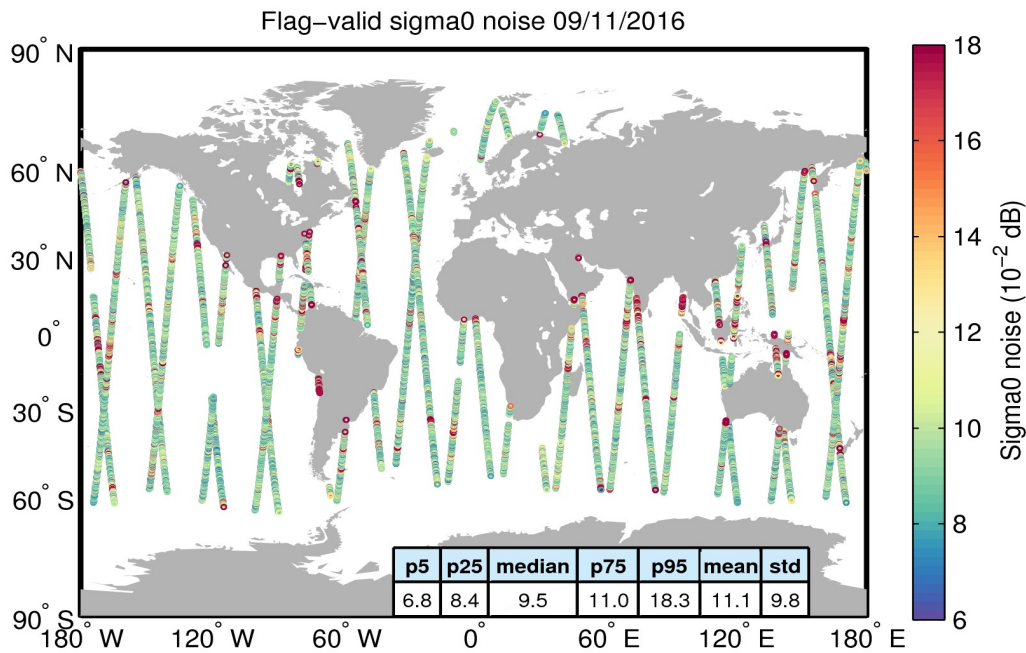 Flag−valid sigma0 noise 09/11/2016
90° N
60° N
30° N
0°
30° S
60° S
90° S
180° W
120° W
60° W
0°
60° E
120° E
180° E
p5 p25 median p75 p95 mean std
6.8 8.4 9.5 11.0 18.3 11.1 9.8
18
16
14
12
10
8
6
Sigma0 noise (10⁻² dB)